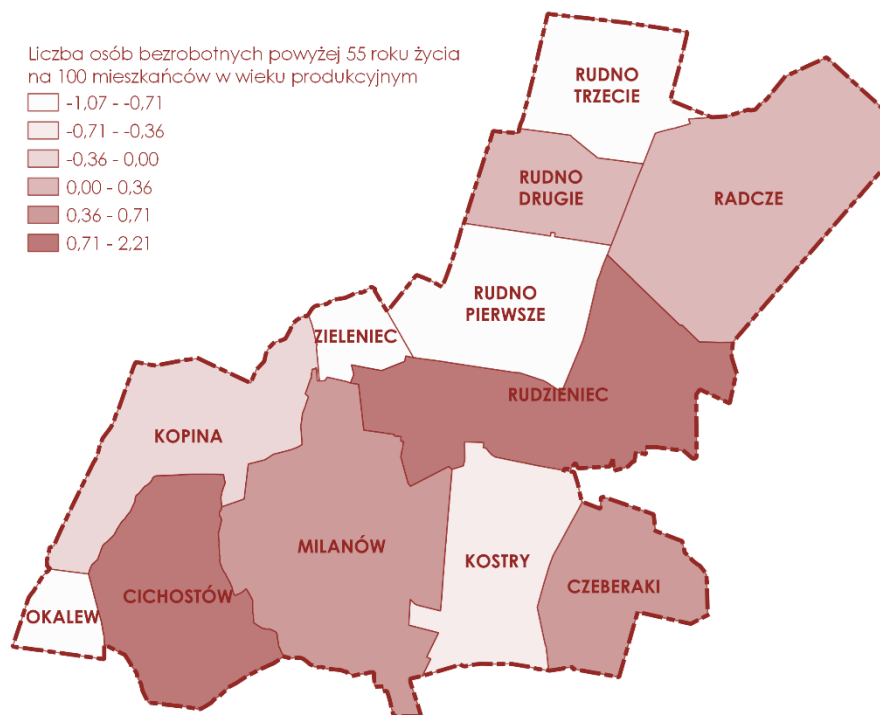 Liczba osób bezrobotnych powyżej 55 roku życia
na 100 mieszkańców w wieku produkcyjnym
-1,07 - -0,71
-0,71 - -0,36
-0,36 - 0,00
0,00 - 0,36
0,36 - 0,71
0,71 - 2,21
RUDNO
TRZECIE
RUDNO
DRUGIE
RADCZE
RUDNO
PIERWSZE
ZIELENIEC
RUDZIENIEC
KOPINA
MILANÓW
KOSTRY
CZEBERAKI
CICHOSTÓW
OKALEW